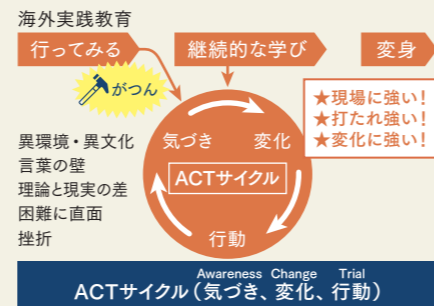 海外実践教育
行ってみる
継続的な学び
変身
がつん
★現場に強い!
★打たれ強い!
★変化に強い!
異環境・異文化
言葉の壁
理論と現実の差
困難に直面
挫折
気づき
変化
ACTサイクル
行動
Awareness Change Trial
ACTサイクル(気づき、変化、行動)